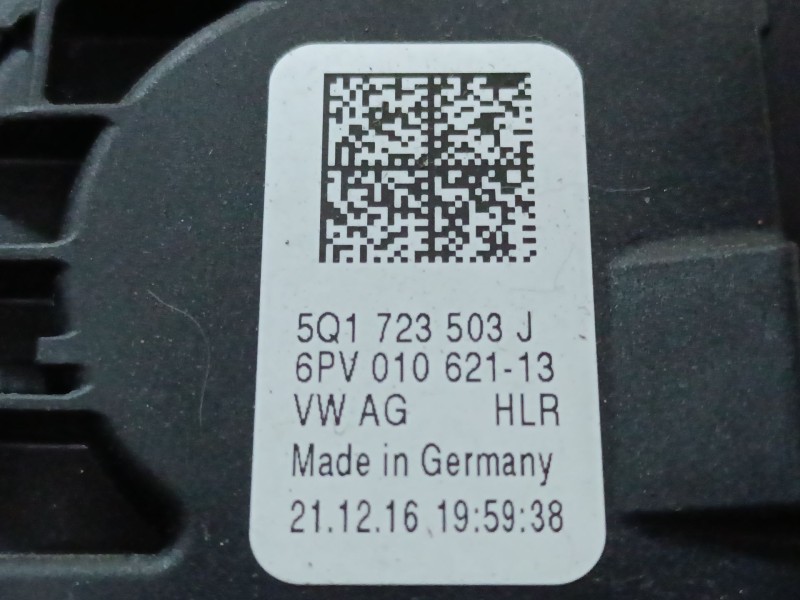 5Q1 723 503 J
6PV 010 621-13
VW AG HLR
Made in Germany
21.12.16 19:59:38